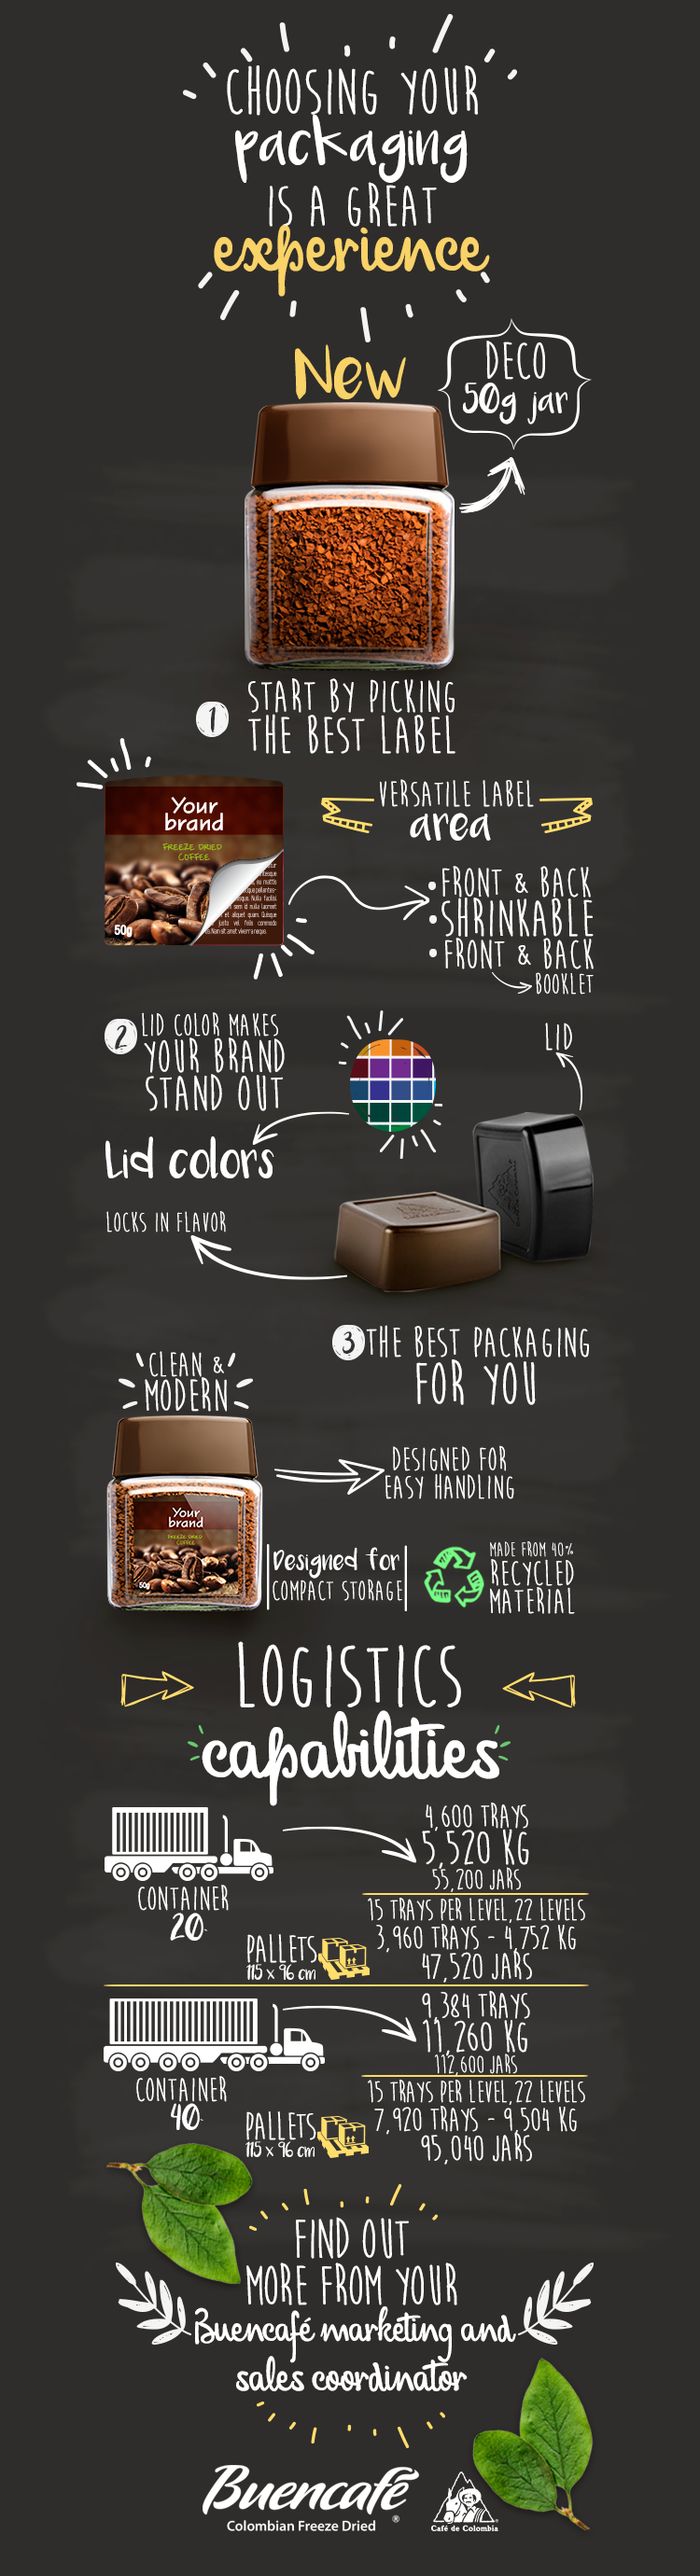 CHOOSING YOUR
packaging
IS A GREAT
experience
New
DECO
50g jar
1
START BY PICKING
THE BEST LABEL
Your
brand
FREEZE DRIED
COFFEE
50g
VERSATILE LABEL
area
• FRONT & BACK
• SHRINKABLE
• FRONT & BACK
BOOKLET
2
LID COLOR MAKES
YOUR BRAND
STAND OUT
LID
Lid colors
LOCKS IN FLAVOR
3
THE BEST PACKAGING
FOR YOU
CLEAN &
MODERN
DESIGNED FOR
EASY HANDLING
Your
brand
FREEZE DRIED
COFFEE
50g
Designed for
COMPACT STORAGE
MADE FROM 40%
RECYCLED
MATERIAL
LOGISTICS
capabilities
4,600 TRAYS
5,520 KG
55,200 JARS
CONTAINER
20
15 TRAYS PER LEVEL, 22 LEVELS
3,960 TRAYS - 4,752 KG
47,520 JARS
PALLETS
115 x 96 cm
9,384 TRAYS
11,260 KG
112,600 JARS
CONTAINER
40
15 TRAYS PER LEVEL, 22 LEVELS
7,920 TRAYS - 9,504 KG
95,040 JARS
PALLETS
115 x 96 cm
FIND OUT
MORE FROM YOUR
Buencafé marketing and
sales coordinator
Buencafé®
Colombian Freeze Dried
Café de Colombia